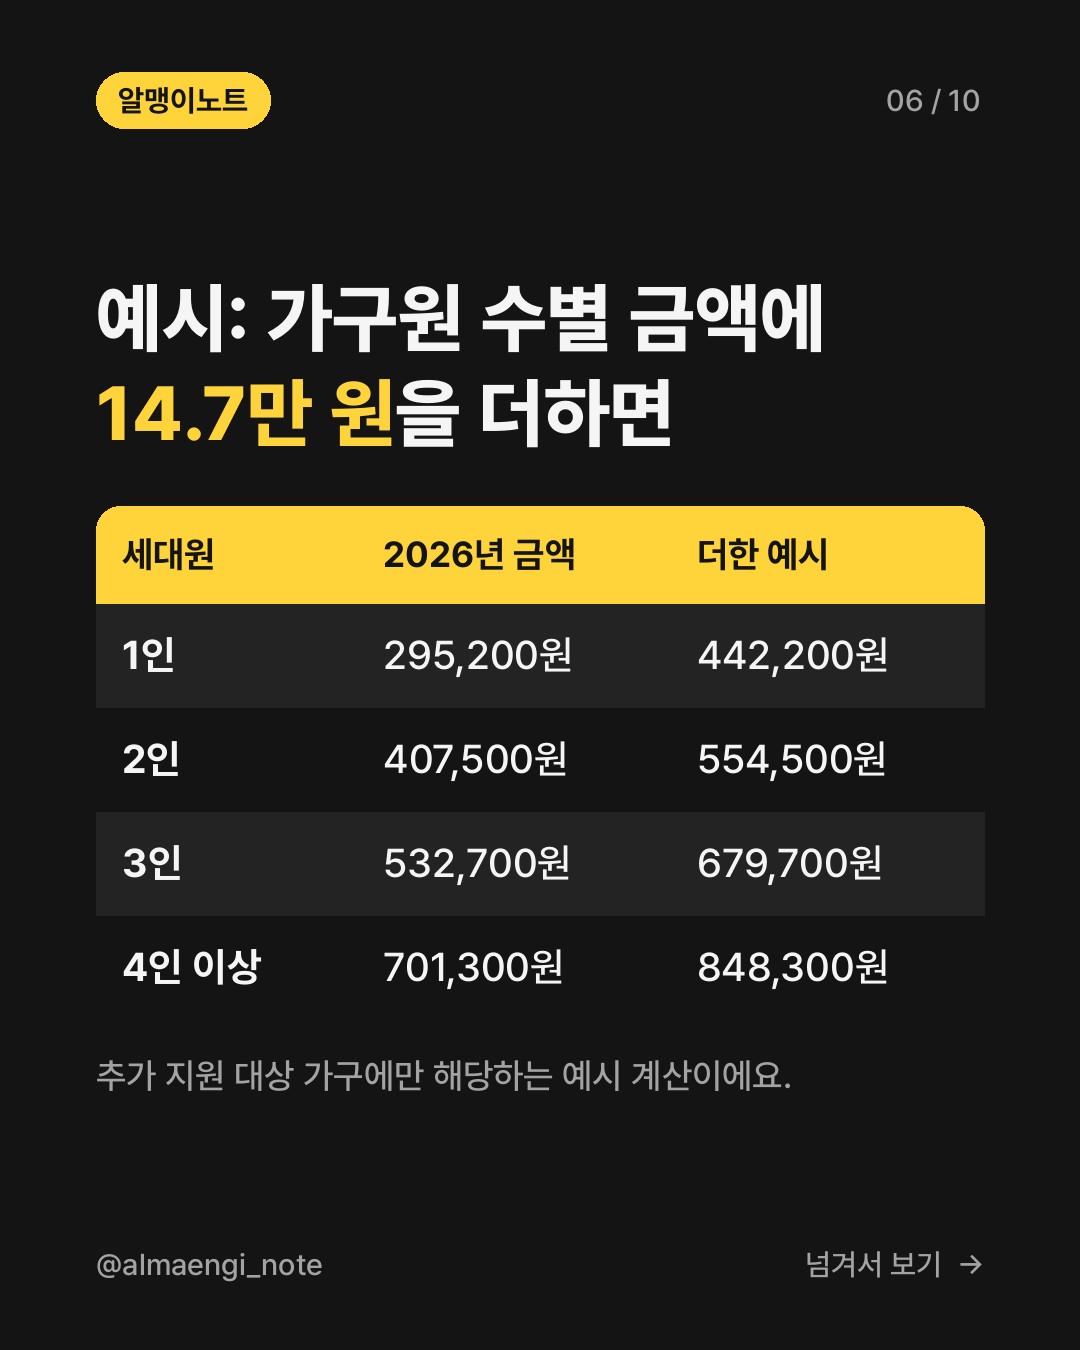 알맹이노트
06 / 10
예시: 가구원 수별 금액에
14.7만 원을 더하면
세대원 2026년 금액 더한 예시
1인 295,200원 442,200원
2인 407,500원 554,500원
3인 532,700원 679,700원
4인 이상 701,300원 848,300원
추가 지원 대상 가구에만 해당하는 예시 계산이에요.
@almaengi_note
넘겨서 보기 →